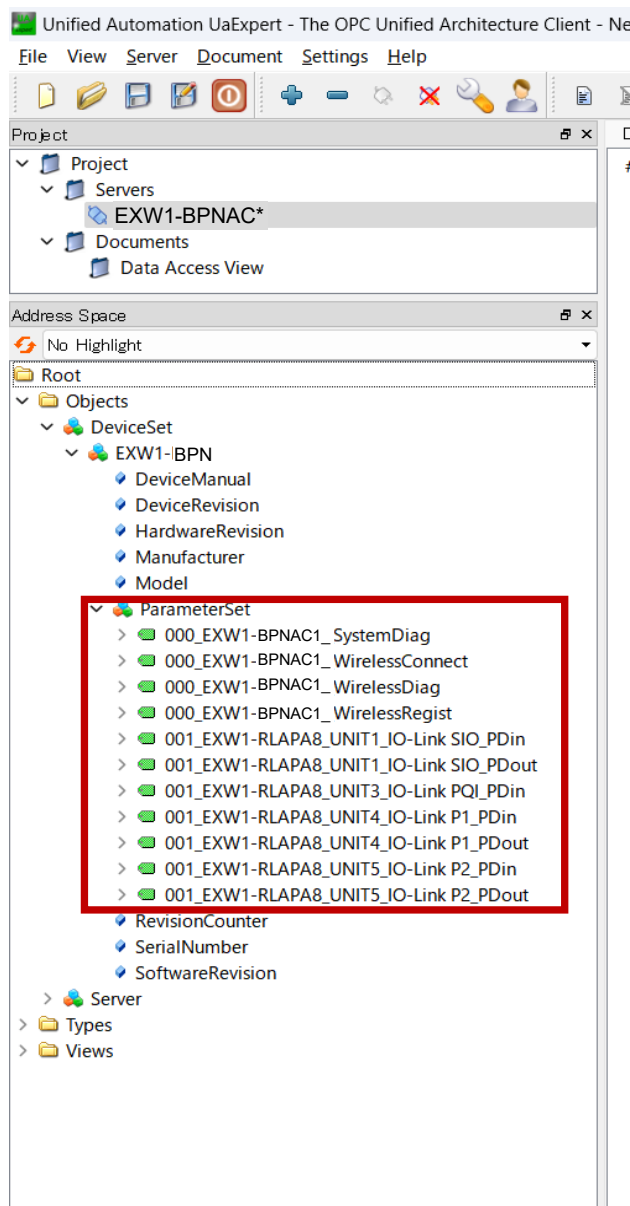 Unified Automation UaExpert - The OPC Unified Architecture Client - Ne
File View Server Document Settings Help
Project
Project
Servers
EXW1-BPNAC*
Documents
Data Access View
Address Space
No Highlight
Root
Objects
DeviceSet
EXW1-BPN
DeviceManual
DeviceRevision
HardwareRevision
Manufacturer
Model
ParameterSet
000_EXW1-BPNAC1_SystemDiag
000_EXW1-BPNAC1_WirelessConnect
000_EXW1-BPNAC1_WirelessDiag
000_EXW1-BPNAC1_WirelessRegist
001_EXW1-RLAPA8_UNIT1_IO-Link SIO_PDin
001_EXW1-RLAPA8_UNIT1_IO-Link SIO_PDout
001_EXW1-RLAPA8_UNIT3_IO-Link PQI_PDin
001_EXW1-RLAPA8_UNIT4_IO-Link P1_PDin
001_EXW1-RLAPA8_UNIT4_IO-Link P1_PDout
001_EXW1-RLAPA8_UNIT5_IO-Link P2_PDin
001_EXW1-RLAPA8_UNIT5_IO-Link P2_PDout
RevisionCounter
SerialNumber
SoftwareRevision
Server
Types
Views